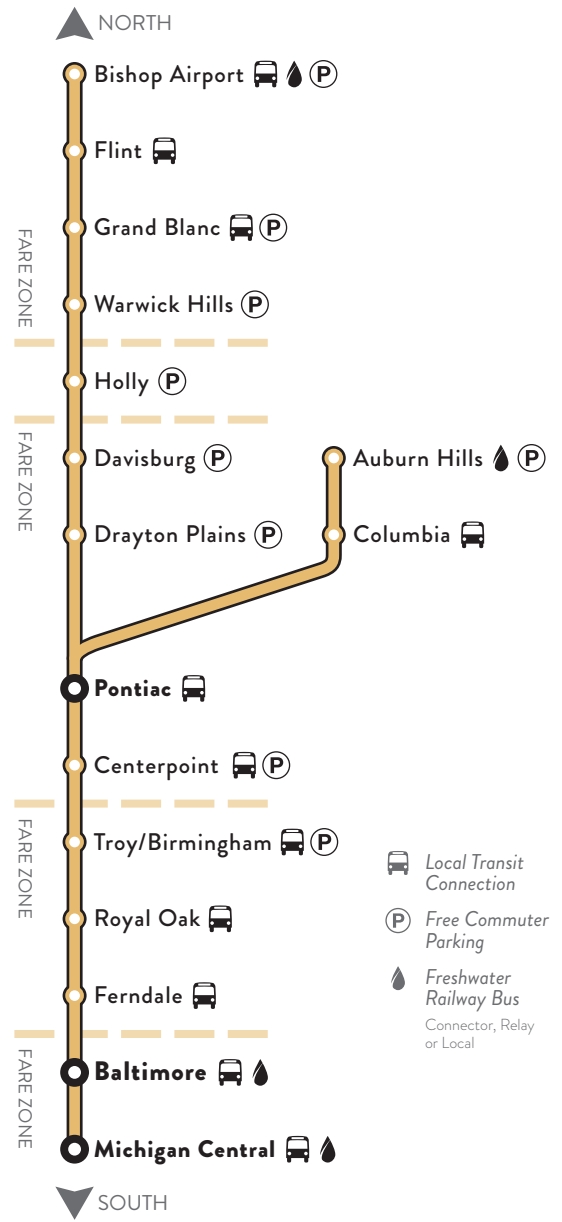 NORTH
Bishop Airport P
Flint
Grand Blanc P
FARE ZONE
Warwick Hills P
Holly P
FARE ZONE
Davisburg P
Auburn Hills P
Drayton Plains P
Columbia
Pontiac
Centerpoint P
FARE ZONE
Troy/Birmingham P
Royal Oak
Ferndale
FARE ZONE
Baltimore
Michigan Central
SOUTH
Local Transit
Connection
P Free Commuter
Parking
Freshwater
Railway Bus
Connector, Relay
or Local